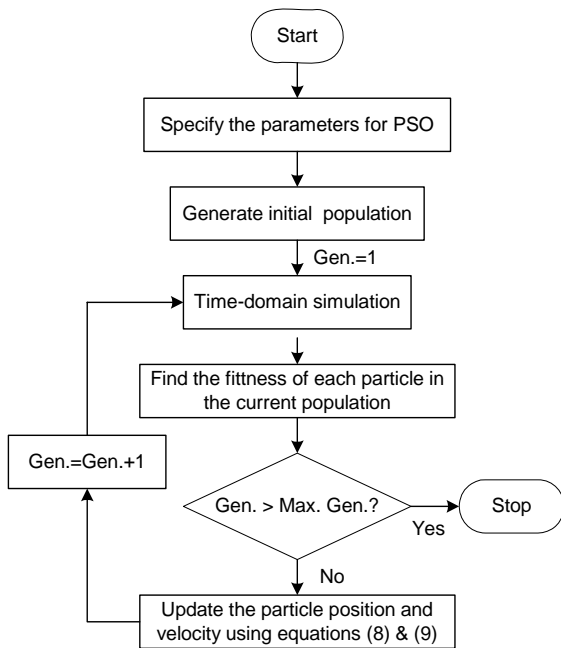 Start
Specify the parameters for PSO
Generate initial population
Gen.=1
Time-domain simulation
Find the fittness of each particle in
the current population
Gen.=Gen.+1
Gen. > Max. Gen.?
Stop
Yes
No
Update the particle position and
velocity using equations (8) & (9)